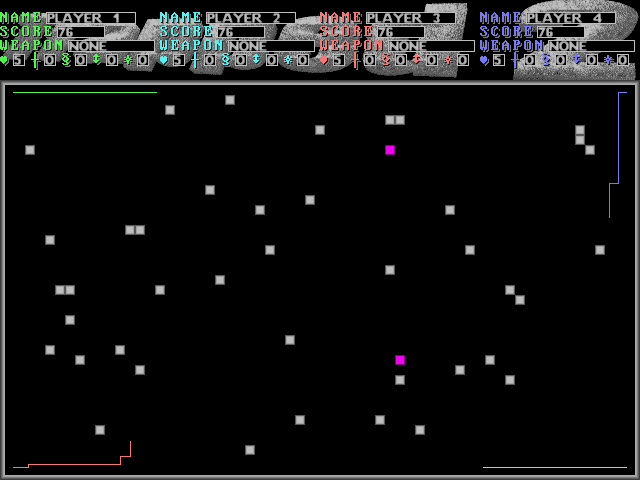 NAME PLAYER 1 NAME PLAYER 2 NAME PLAYER 3 NAME PLAYER 4
SCORE 76 SCORE 76 SCORE 76 SCORE 76
WEAPON NONE WEAPON NONE WEAPON NONE WEAPON NONE
♥ 5 † 0 § 0 ↕ 0 * 0 ♥ 5 † 0 § 0 ↕ 0 * 0 ♥ 5 † 0 § 0 ↕ 0 * 0 ♥ 5 † 0 § 0 ↕ 0 * 0